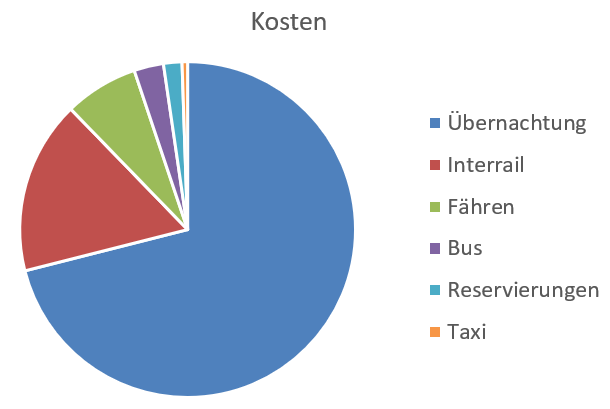 Kosten
Übernachtung
Interrail
Fähren
Bus
Reservierungen
Taxi